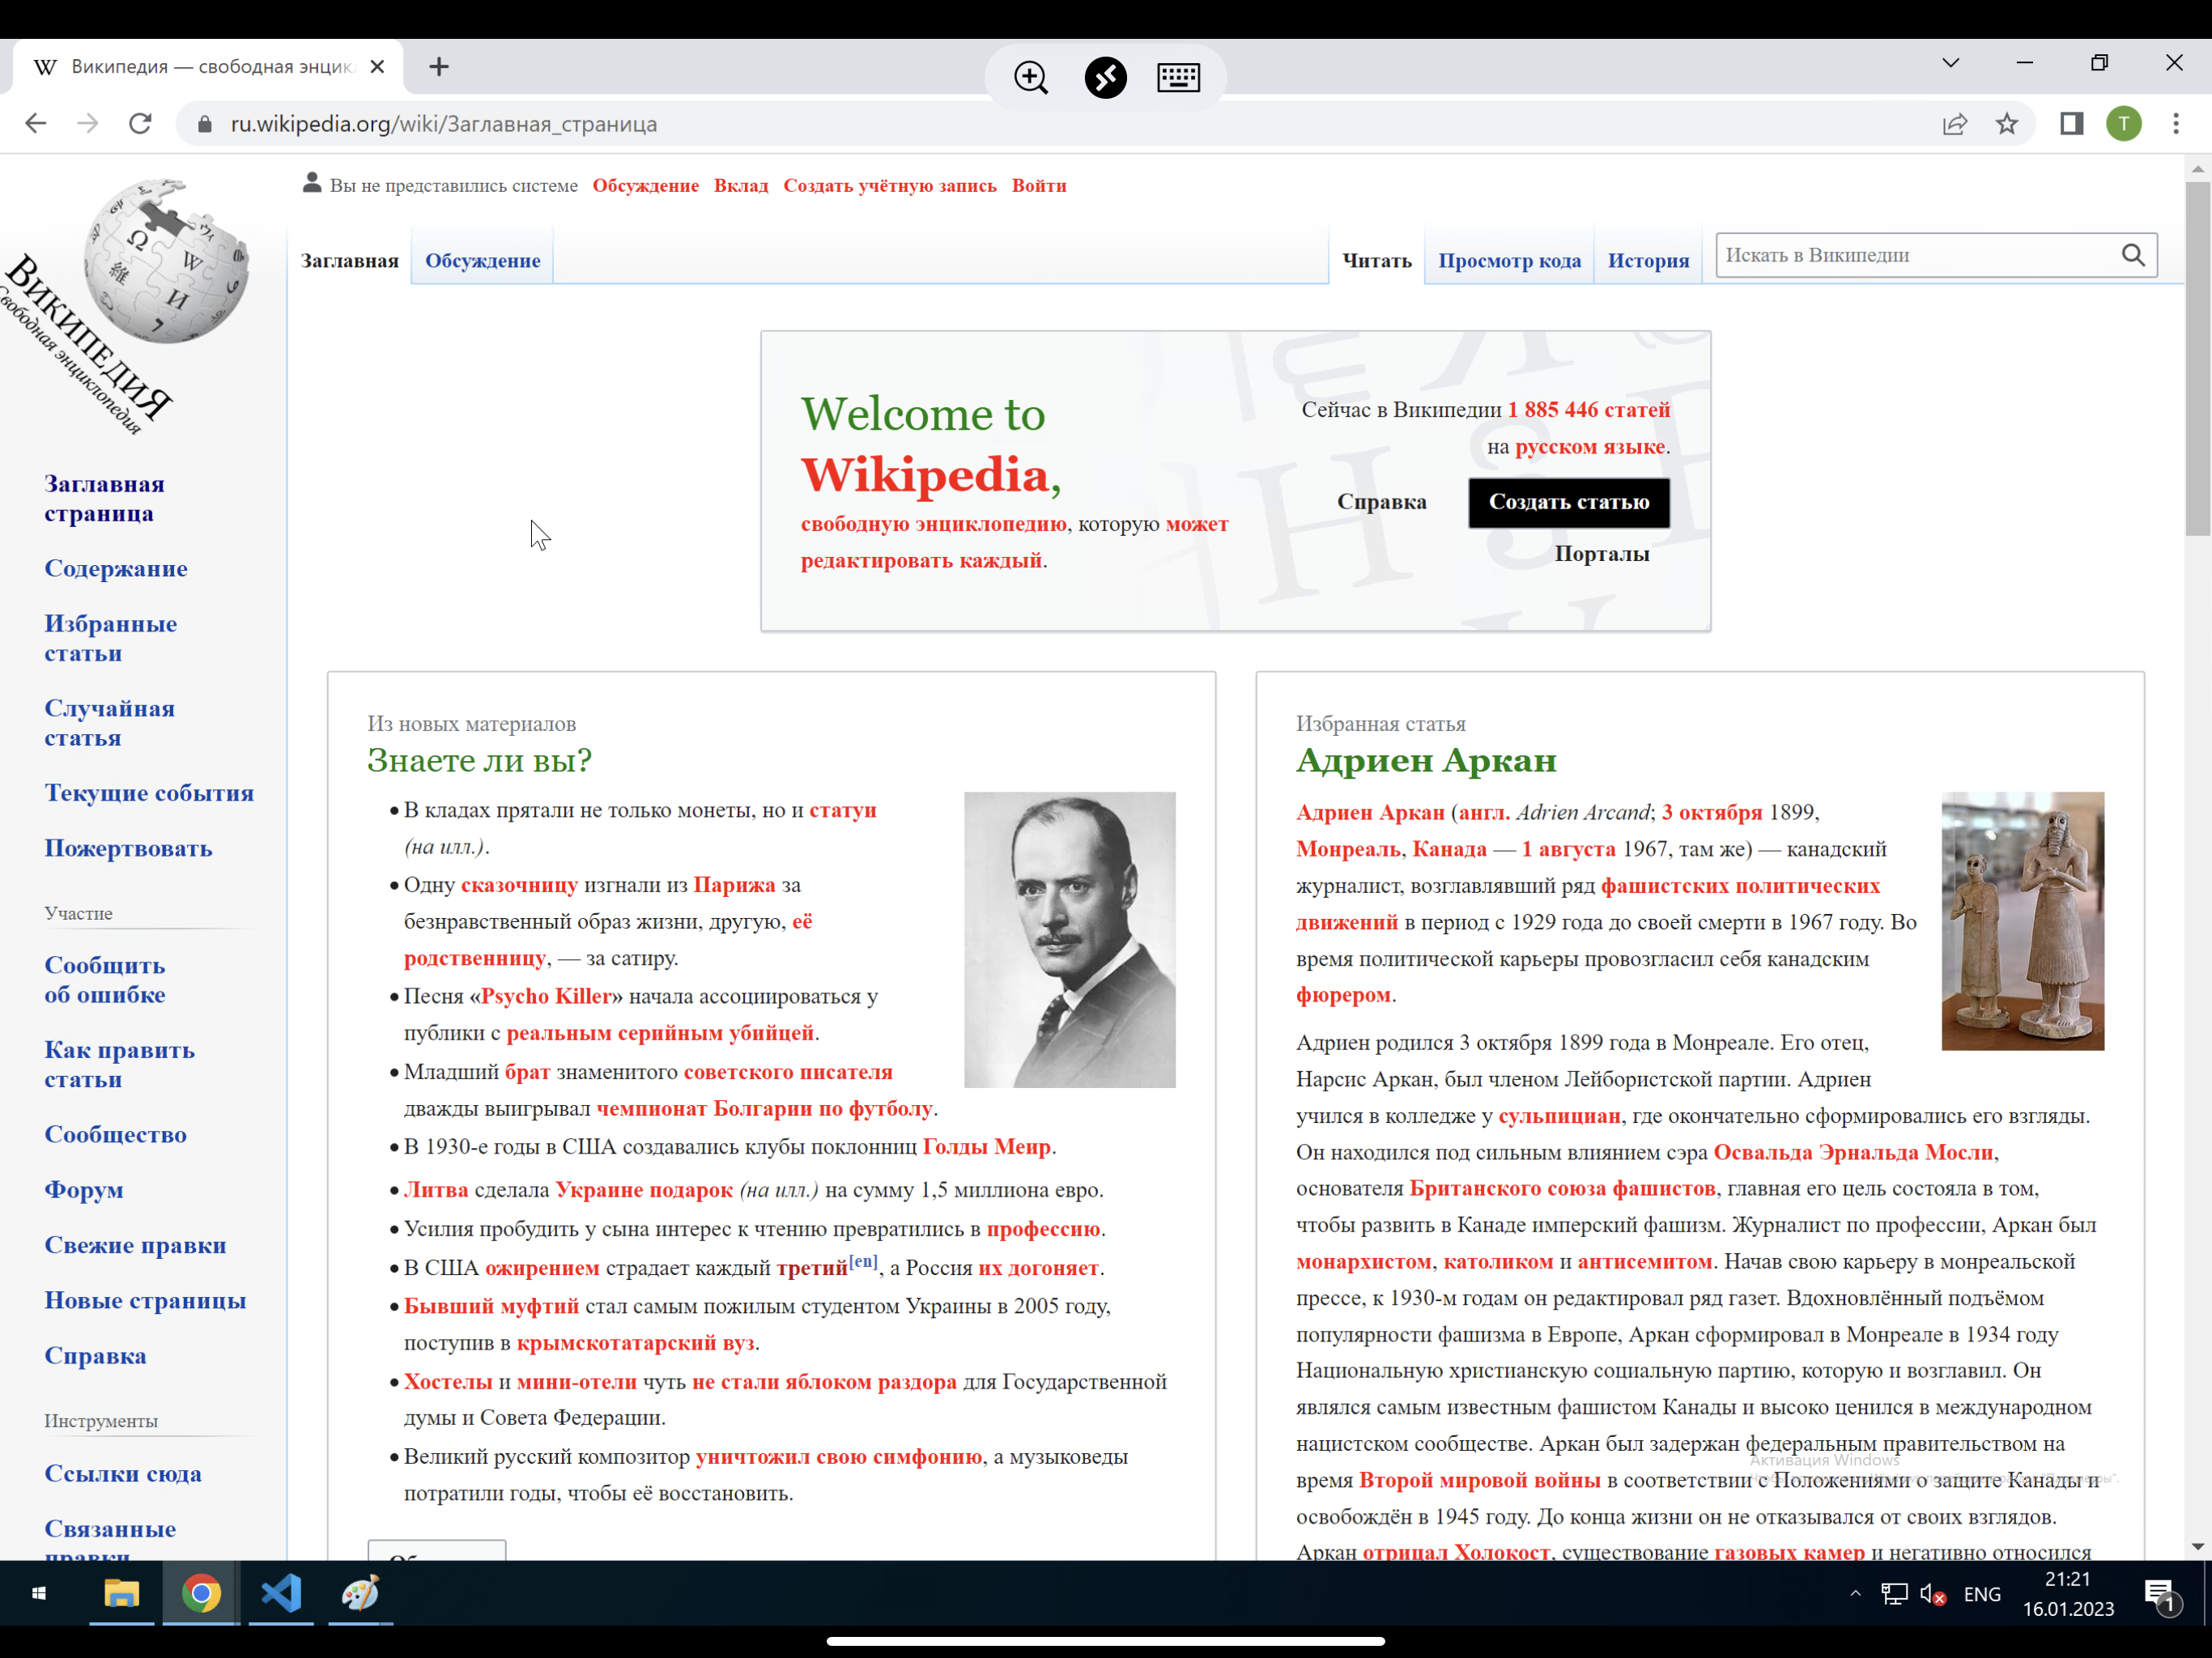 Википедия — свободная энцик
ru.wikipedia.org/wiki/Заглавная_страница
T
Вы не представились системе Обсуждение Вклад Создать учётную запись Войти
ВИКИПЕДИЯ
Свободная энциклопедия
Заглавная Обсуждение Читать Просмотр кода История Искать в Википедии
Заглавная
страница
Содержание
Избранные
статьи
Случайная
статья
Текущие события
Пожертвовать
Участие
Сообщить
об ошибке
Как править
статьи
Сообщество
Форум
Свежие правки
Новые страницы
Справка
Инструменты
Ссылки сюда
Связанные
правки
Welcome to
Wikipedia,
свободную энциклопедию, которую может
редактировать каждый.
Сейчас в Википедии 1 885 446 статей
на русском языке.
Справка Создать статью
Порталы
Из новых материалов
Знаете ли вы?
В кладах прятали не только монеты, но и статуи
(на илл.).
Одну сказочницу изгнали из Парижа за
безнравственный образ жизни, другую, её
родственницу, — за сатиру.
Песня «Psycho Killer» начала ассоциироваться у
публики с реальным серийным убийцей.
Младший брат знаменитого советского писателя
дважды выигрывал чемпионат Болгарии по футболу.
В 1930-е годы в США создавались клубы поклонниц Голды Меир.
Литва сделала Украине подарок (на илл.) на сумму 1,5 миллиона евро.
Усилия пробудить у сына интерес к чтению превратились в профессию.
В США ожирением страдает каждый третий[en], а Россия их догоняет.
Бывший муфтий стал самым пожилым студентом Украины в 2005 году,
поступив в крымскотатарский вуз.
Хостелы и мини-отели чуть не стали яблоком раздора для Государственной
думы и Совета Федерации.
Великий русский композитор уничтожил свою симфонию, а музыковеды
потратили годы, чтобы её восстановить.
Избранная статья
Адриен Аркан
Адриен Аркан (англ. Adrien Arcand; 3 октября 1899,
Монреаль, Канада — 1 августа 1967, там же) — канадский
журналист, возглавлявший ряд фашистских политических
движений в период с 1929 года до своей смерти в 1967 году. Во
время политической карьеры провозгласил себя канадским
фюрером.
Адриен родился 3 октября 1899 года в Монреале. Его отец,
Нарсис Аркан, был членом Лейбористской партии. Адриен
учился в колледже у сульпициан, где окончательно сформировались его взгляды.
Он находился под сильным влиянием сэра Освальда Эрнальда Мосли,
основателя Британского союза фашистов, главная его цель состояла в том,
чтобы развить в Канаде имперский фашизм. Журналист по профессии, Аркан был
монархистом, католиком и антисемитом. Начав свою карьеру в монреальской
прессе, к 1930-м годам он редактировал ряд газет. Вдохновлённый подъёмом
популярности фашизма в Европе, Аркан сформировал в Монреале в 1934 году
Национальную христианскую социальную партию, которую и возглавил. Он
являлся самым известным фашистом Канады и высоко ценился в международном
нацистском сообществе. Аркан был задержан федеральным правительством на
время Второй мировой войны в соответствии с Положениями о защите Канады и
освобождён в 1945 году. До конца жизни он не отказывался от своих взглядов.
Аркан отрицал Холокост, существование газовых камер и негативно относился
Активация Windows
ENG
21:21
16.01.2023
1